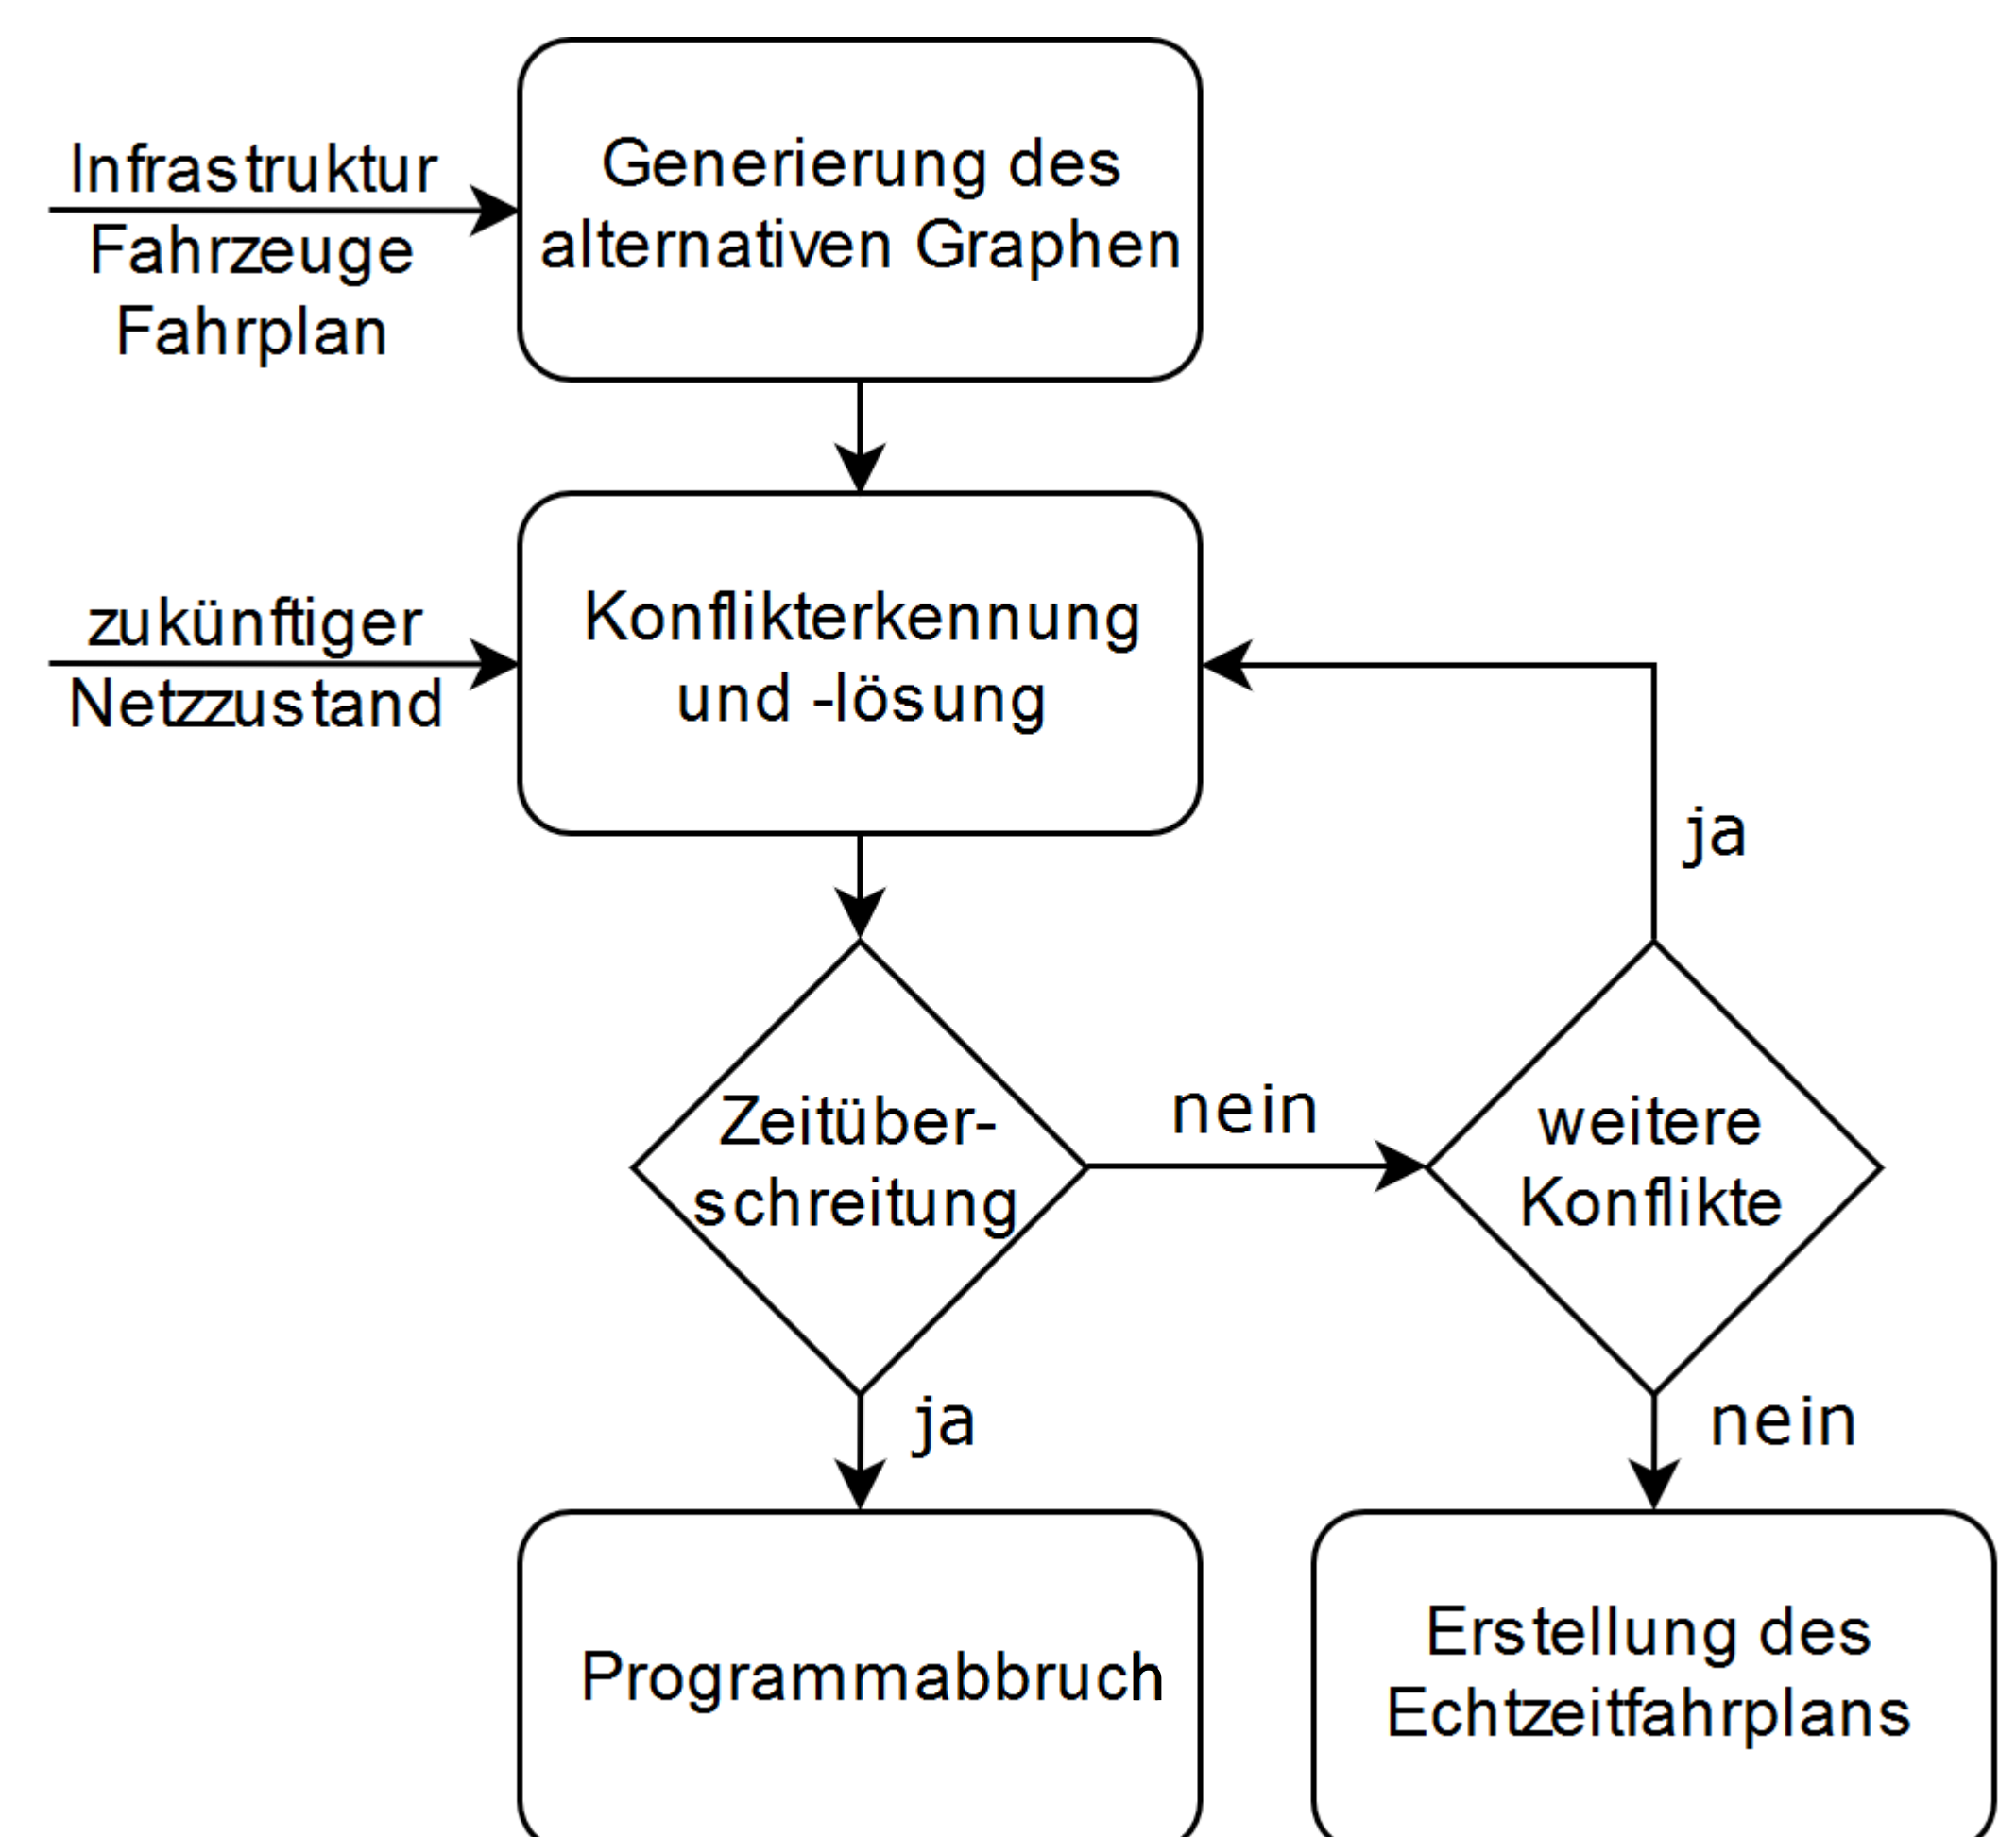 Infrastruktur
Fahrzeuge
Fahrplan
Generierung des
alternativen Graphen
zukünftiger
Netzzustand
Konflikterkennung
und -lösung
ja
Zeitüber-
schreitung
nein
weitere
Konflikte
ja
nein
Programmabbruch
Erstellung des
Echtzeitfahrplans